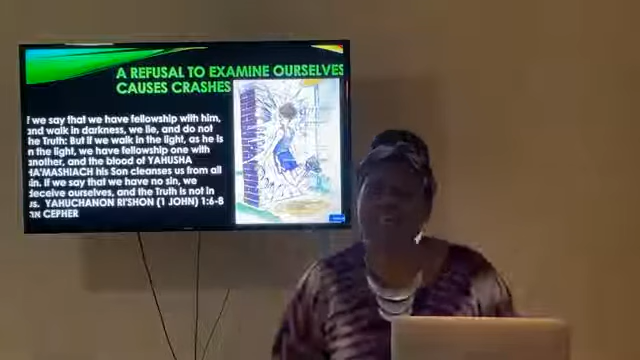 A REFUSAL TO EXAMINE OURSELVES
CAUSES CRASHES
f we say that we have fellowship with him,
and walk in darkness, we lie, and do not
he Truth: But if we walk in the light, as he is
n the light, we have fellowship one with
another, and the blood of YAHUSHA
HA'MASHIACH his Son cleanses us from all
in. If we say that we have no sin, we
deceive ourselves, and the Truth is not in
us. YAHUCHANON RI'SHON (1 JOHN) 1:6-8
CEPHER